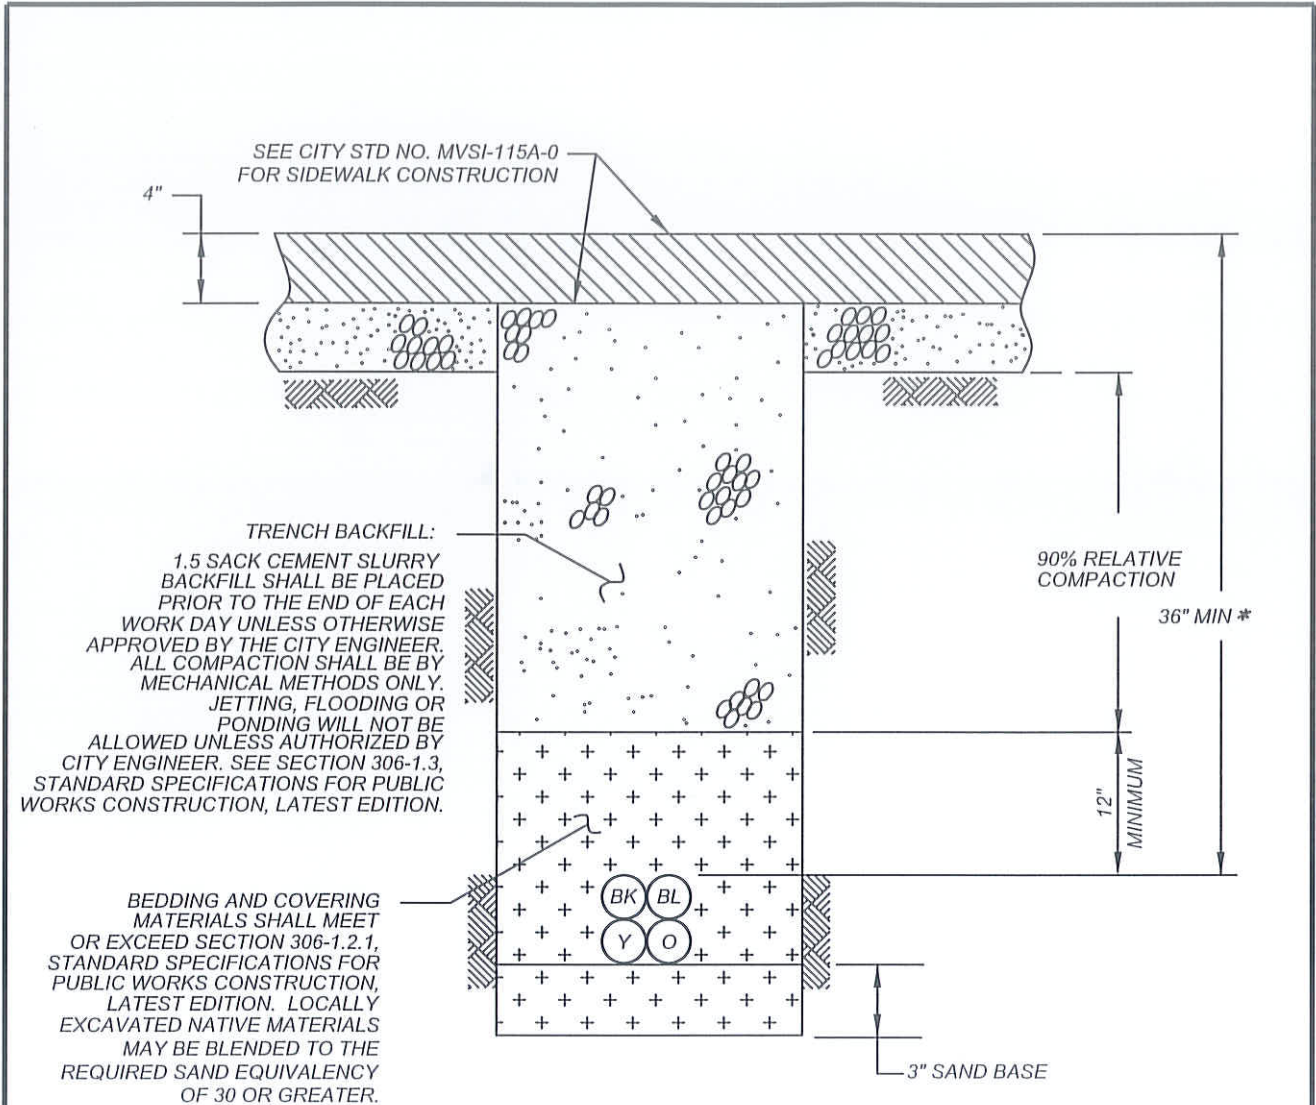 SEE CITY STD NO. MVSI-115A-0
FOR SIDEWALK CONSTRUCTION
4"
TRENCH BACKFILL:
1.5 SACK CEMENT SLURRY
BACKFILL SHALL BE PLACED
PRIOR TO THE END OF EACH
WORK DAY UNLESS OTHERWISE
APPROVED BY THE CITY ENGINEER.
ALL COMPACTION SHALL BE BY
MECHANICAL METHODS ONLY.
JETTING, FLOODING OR
PONDING WILL NOT BE
ALLOWED UNLESS AUTHORIZED BY
CITY ENGINEER. SEE SECTION 306-1.3,
STANDARD SPECIFICATIONS FOR PUBLIC
WORKS CONSTRUCTION, LATEST EDITION.
90% RELATIVE
COMPACTION
36" MIN *
12"
MINIMUM
BEDDING AND COVERING
MATERIALS SHALL MEET
OR EXCEED SECTION 306-1.2.1,
STANDARD SPECIFICATIONS FOR
PUBLIC WORKS CONSTRUCTION,
LATEST EDITION. LOCALLY
EXCAVATED NATIVE MATERIALS
MAY BE BLENDED TO THE
REQUIRED SAND EQUIVALENCY
OF 30 OR GREATER.
BK BL
Y O
3" SAND BASE